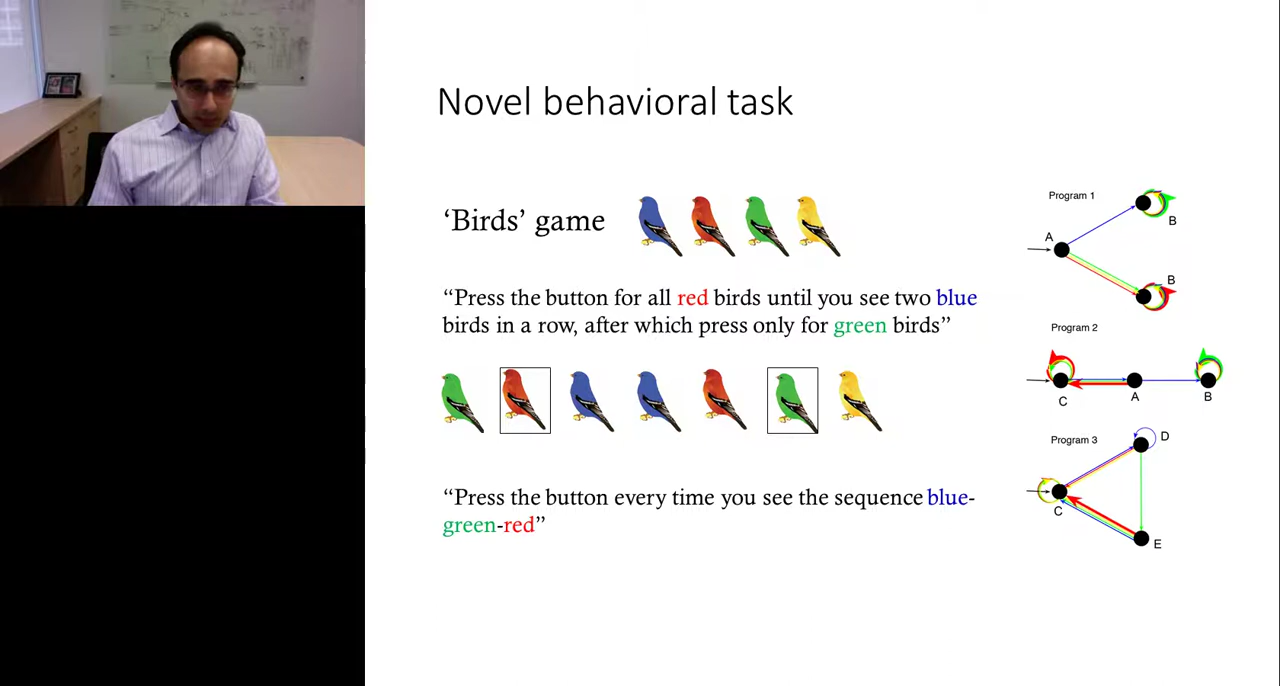 Novel behavioral task
‘Birds’ game
“Press the button for all red birds until you see two blue
birds in a row, after which press only for green birds”
“Press the button every time you see the sequence blue-
green-red”
Program 1
A
B
B
Program 2
C
A
B
Program 3
D
C
E